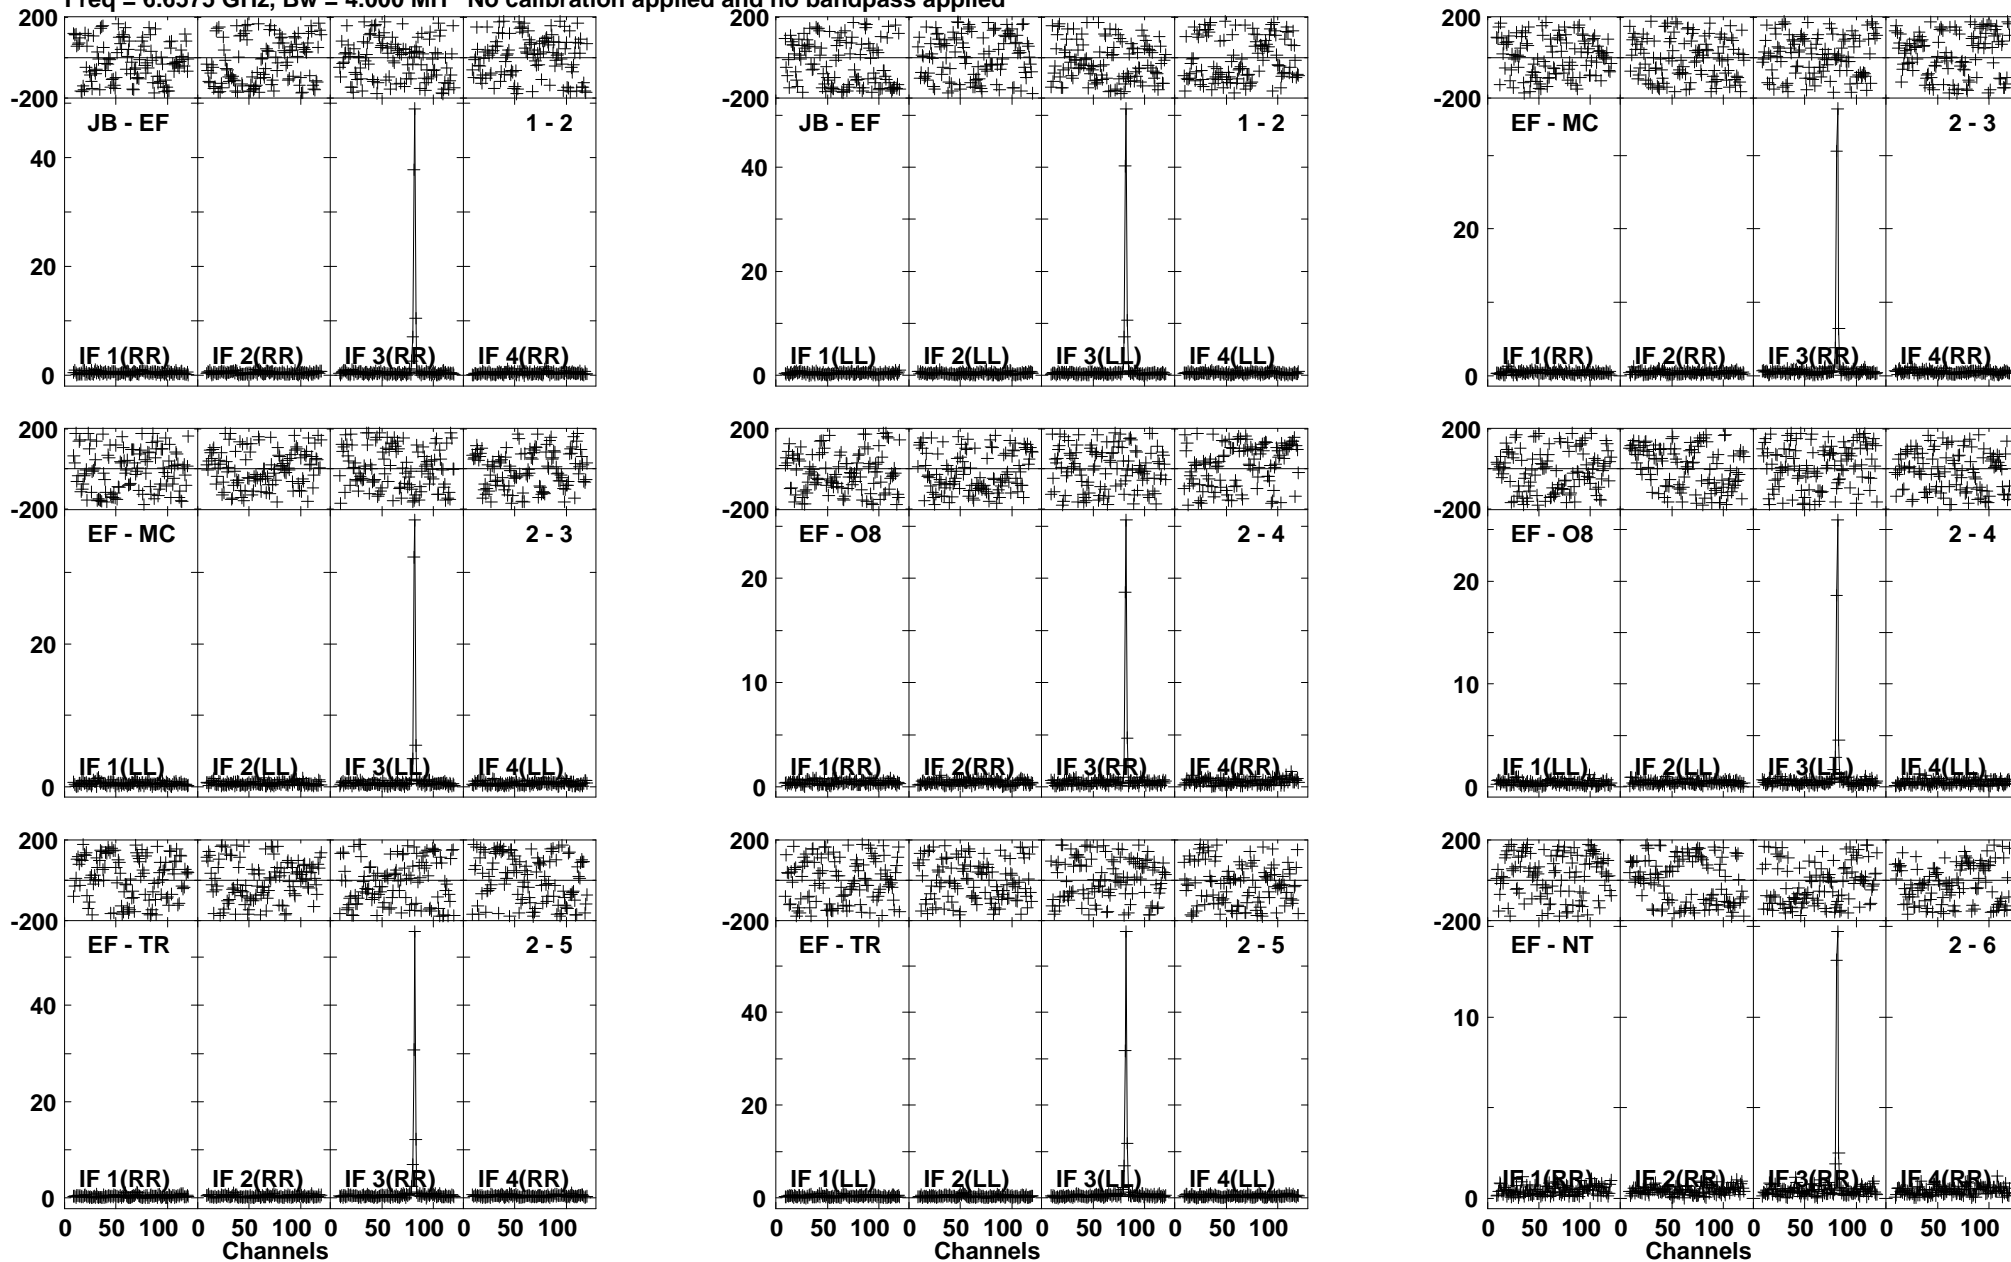 Freq = 6.6575 GHz, Bw = 4.000 MH No calibration applied and no bandpass applied
200
-200
JB - EF 1 - 2
40
20
0
IF 1(RR) IF 2(RR) IF 3(RR) IF 4(RR)
JB - EF 1 - 2
40
20
0
IF 1(LL) IF 2(LL) IF 3(LL) IF 4(LL)
200
-200
EF - MC 2 - 3
20
0
IF 1(RR) IF 2(RR) IF 3(RR) IF 4(RR)
200
-200
EF - MC 2 - 3
20
0
IF 1(LL) IF 2(LL) IF 3(LL) IF 4(LL)
EF - O8 2 - 4
20
10
0
IF 1(RR) IF 2(RR) IF 3(RR) IF 4(RR)
200
-200
EF - O8 2 - 4
20
10
0
IF 1(LL) IF 2(LL) IF 3(LL) IF 4(LL)
200
-200
EF - TR 2 - 5
40
20
0
IF 1(RR) IF 2(RR) IF 3(RR) IF 4(RR)
0 50 100 0 50 100 0 50 100 0 50 100
Channels
200
-200
EF - TR 2 - 5
40
20
0
IF 1(LL) IF 2(LL) IF 3(LL) IF 4(LL)
0 50 100 0 50 100 0 50 100 0 50 100
Channels
200
-200
EF - NT 2 - 6
10
0
IF 1(RR) IF 2(RR) IF 3(RR) IF 4(RR)
0 50 100 0 50 100 0 50 100 0 50 100
Channels